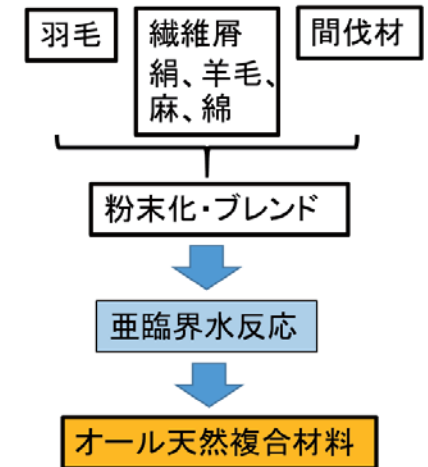 羽毛
繊維屑
絹、羊毛、
麻、綿
間伐材
粉末化・ブレンド
亜臨界水反応
オール天然複合材料